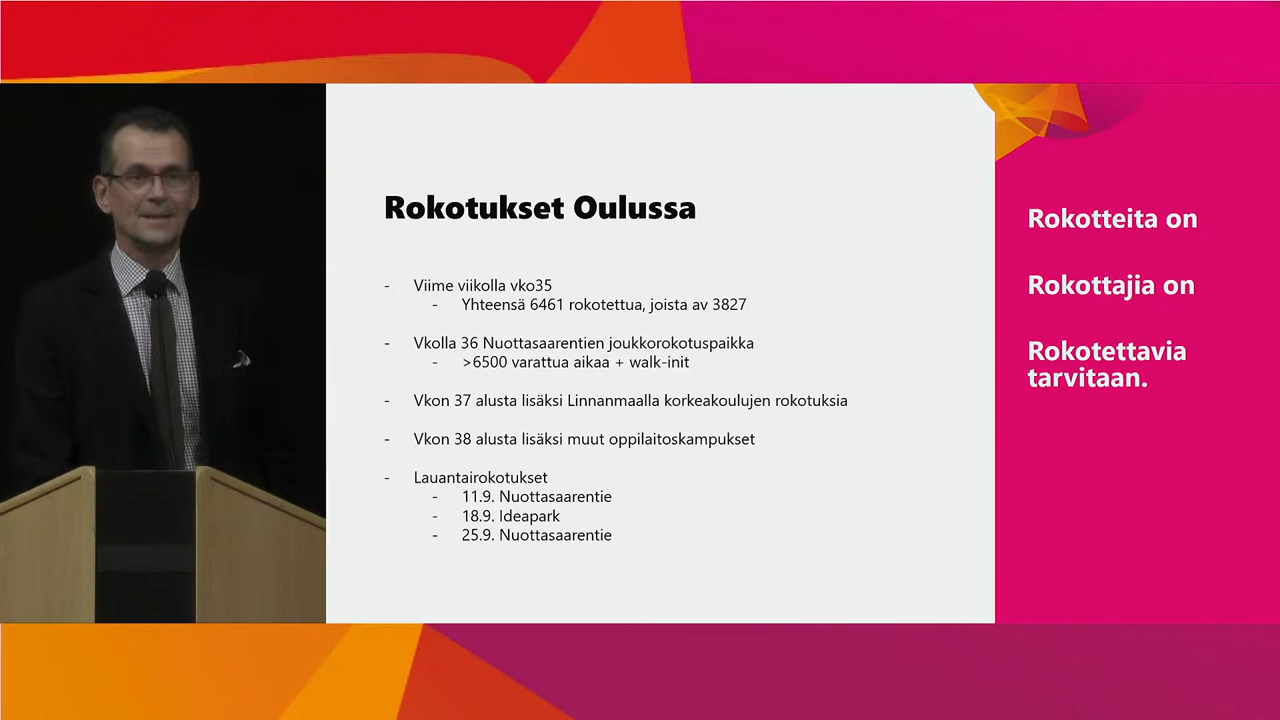 Rokotukset Oulussa
- Viime viikolla vko35
- Yhteensä 6461 rokotettua, joista av 3827
- Vkolla 36 Nuottasaarentien joukkorokotuspaikka
- >6500 varattua aikaa + walk-init
- Vkon 37 alusta lisäksi Linnanmaalla korkeakoulujen rokotuksia
- Vkon 38 alusta lisäksi muut oppilaitoskampukset
- Lauantairokotukset
- 11.9. Nuottasaarentie
- 18.9. Ideapark
- 25.9. Nuottasaarentie
Rokotteita on
Rokottajia on
Rokotettavia
tarvitaan.